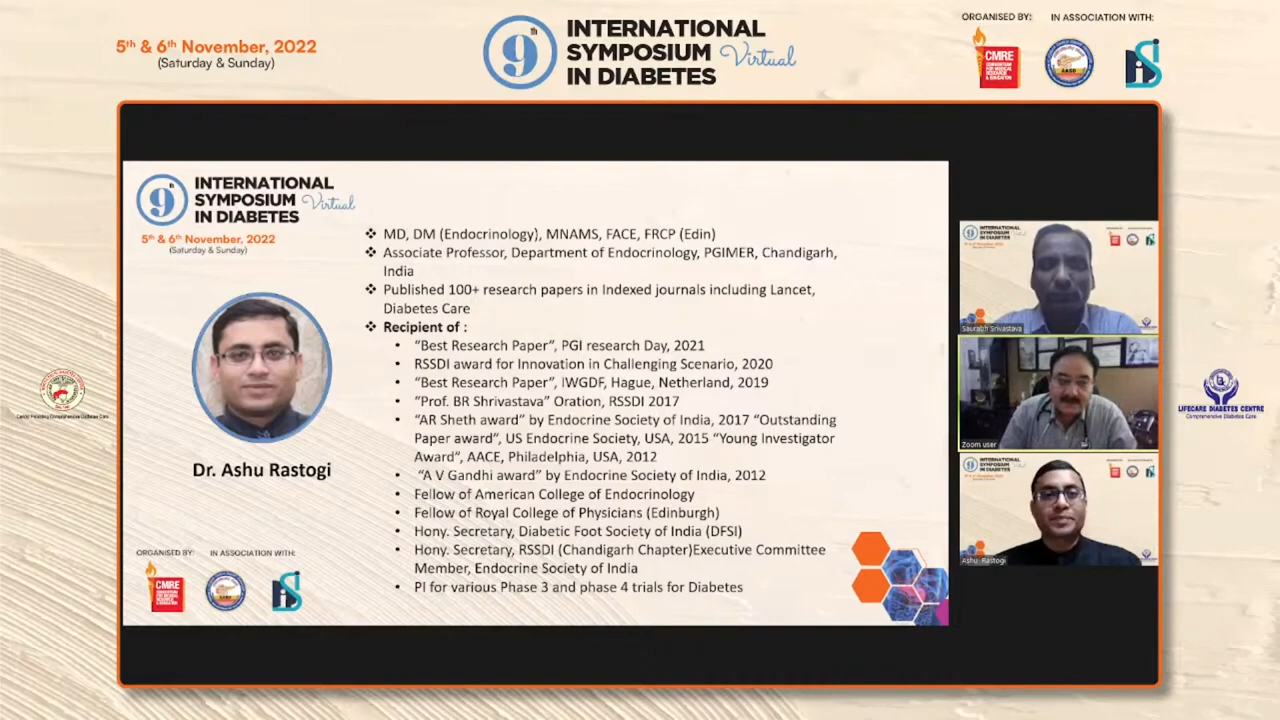 5th & 6th November, 2022
(Saturday & Sunday)
9th
INTERNATIONAL
SYMPOSIUM Virtual
IN DIABETES
ORGANISED BY:
IN ASSOCIATION WITH:
CMRE
CONSORTIUM
FOR MEDICAL
RESEARCH
& EDUCATION
AASD
9th
INTERNATIONAL
SYMPOSIUM Virtual
IN DIABETES
5th & 6th November, 2022
(Saturday & Sunday)
Dr. Ashu Rastogi
❖ MD, DM (Endocrinology), MNAMS, FACE, FRCP (Edin)
❖ Associate Professor, Department of Endocrinology, PGIMER, Chandigarh,
India
❖ Published 100+ research papers in Indexed journals including Lancet,
Diabetes Care
❖ Recipient of :
• “Best Research Paper”, PGI research Day, 2021
• RSSDI award for Innovation in Challenging Scenario, 2020
• “Best Research Paper”, IWGDF, Hague, Netherland, 2019
• “Prof. BR Shrivastava” Oration, RSSDI 2017
• “AR Sheth award” by Endocrine Society of India, 2017 “Outstanding
Paper award”, US Endocrine Society, USA, 2015 “Young Investigator
Award”, AACE, Philadelphia, USA, 2012
• “A V Gandhi award” by Endocrine Society of India, 2012
• Fellow of American College of Endocrinology
• Fellow of Royal College of Physicians (Edinburgh)
• Hony. Secretary, Diabetic Foot Society of India (DFSI)
• Hony. Secretary, RSSDI (Chandigarh Chapter)Executive Committee
Member, Endocrine Society of India
• PI for various Phase 3 and phase 4 trials for Diabetes
ORGANISED BY:
IN ASSOCIATION WITH:
CMRE
Saurabh Srivastava
Zoom user
Ashu Rastogi
LIFECARE DIABETES CENTRE
Comprehensive Diabetes Care